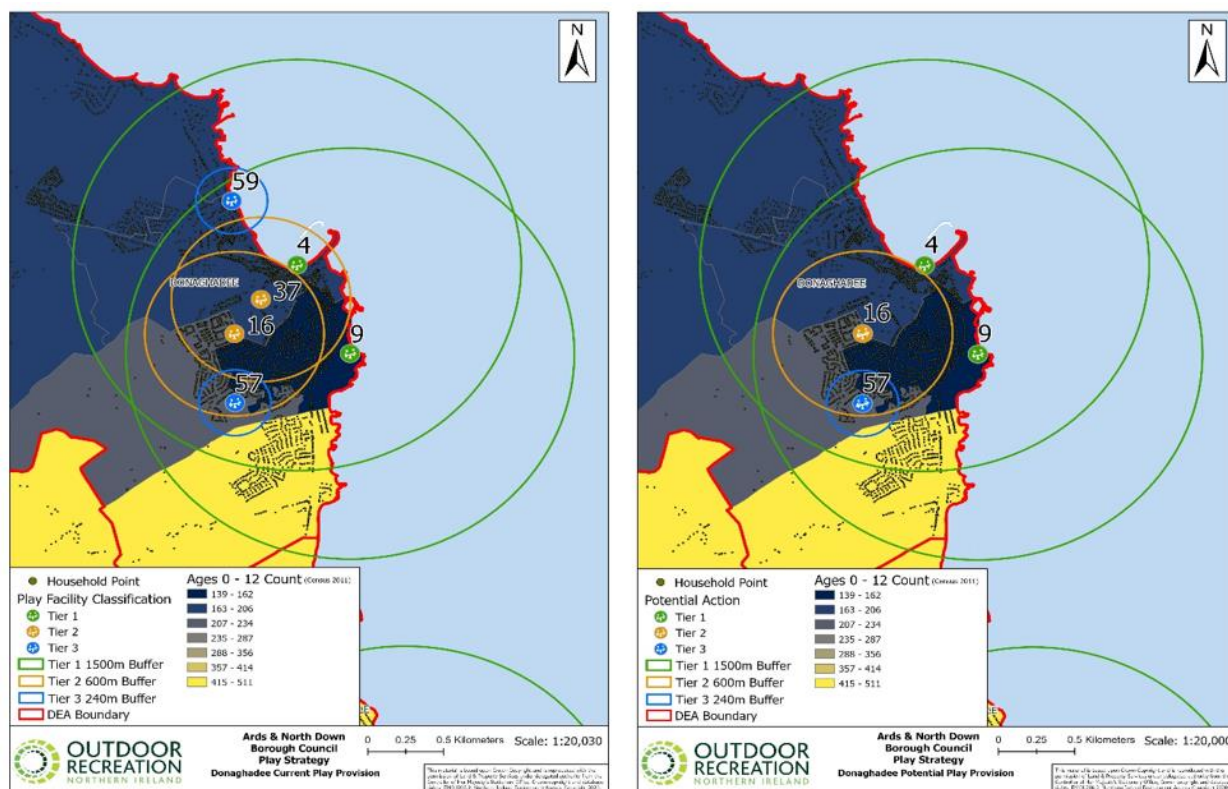 N
59
4
DONAGHADEE
37
16
9
57
Household Point
Play Facility Classification
Tier 1
Tier 2
Tier 3
Tier 1 1500m Buffer
Tier 2 600m Buffer
Tier 3 240m Buffer
DEA Boundary
Ages 0 - 12 Count (Census 2011)
139 - 162
163 - 206
207 - 234
235 - 287
288 - 356
357 - 414
415 - 511
OUTDOOR
RECREATION
NORTHERN IRELAND
Ards & North Down
Borough Council
Play Strategy
Donaghadee Current Play Provision
0 0.25 0.5 Kilometers
Scale: 1:20,030
N
4
DONAGHADEE
16
9
57
Household Point
Potential Action
Tier 1
Tier 2
Tier 3
Tier 1 1500m Buffer
Tier 2 600m Buffer
Tier 3 240m Buffer
DEA Boundary
Ages 0 - 12 Count (Census 2011)
139 - 162
163 - 206
207 - 234
235 - 287
288 - 356
357 - 414
415 - 511
OUTDOOR
RECREATION
NORTHERN IRELAND
Ards & North Down
Borough Council
Play Strategy
Donaghadee Potential Play Provision
0 0.25 0.5 Kilometers
Scale: 1:20,000